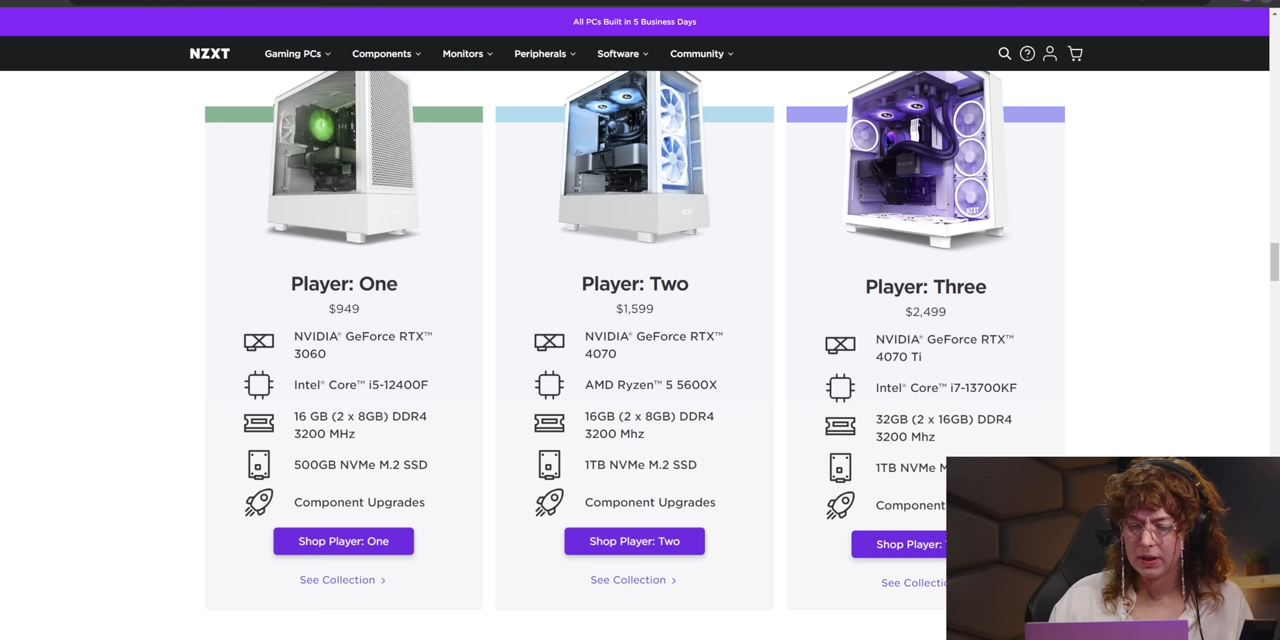 All PCs Built in 5 Business Days
NZXT
Gaming PCs
Components
Monitors
Peripherals
Software
Community
Player: One
$949
NVIDIA® GeForce RTX™
3060
Intel® Core™ i5-12400F
16 GB (2 x 8GB) DDR4
3200 MHz
500GB NVMe M.2 SSD
Component Upgrades
Shop Player: One
See Collection
Player: Two
$1,599
NVIDIA® GeForce RTX™
4070
AMD Ryzen™ 5 5600X
16GB (2 x 8GB) DDR4
3200 Mhz
1TB NVMe M.2 SSD
Component Upgrades
Shop Player: Two
See Collection
Player: Three
$2,499
NVIDIA® GeForce RTX™
4070 Ti
Intel® Core™ i7-13700KF
32GB (2 x 16GB) DDR4
3200 Mhz
1TB NVMe
Component
Shop Player:
See